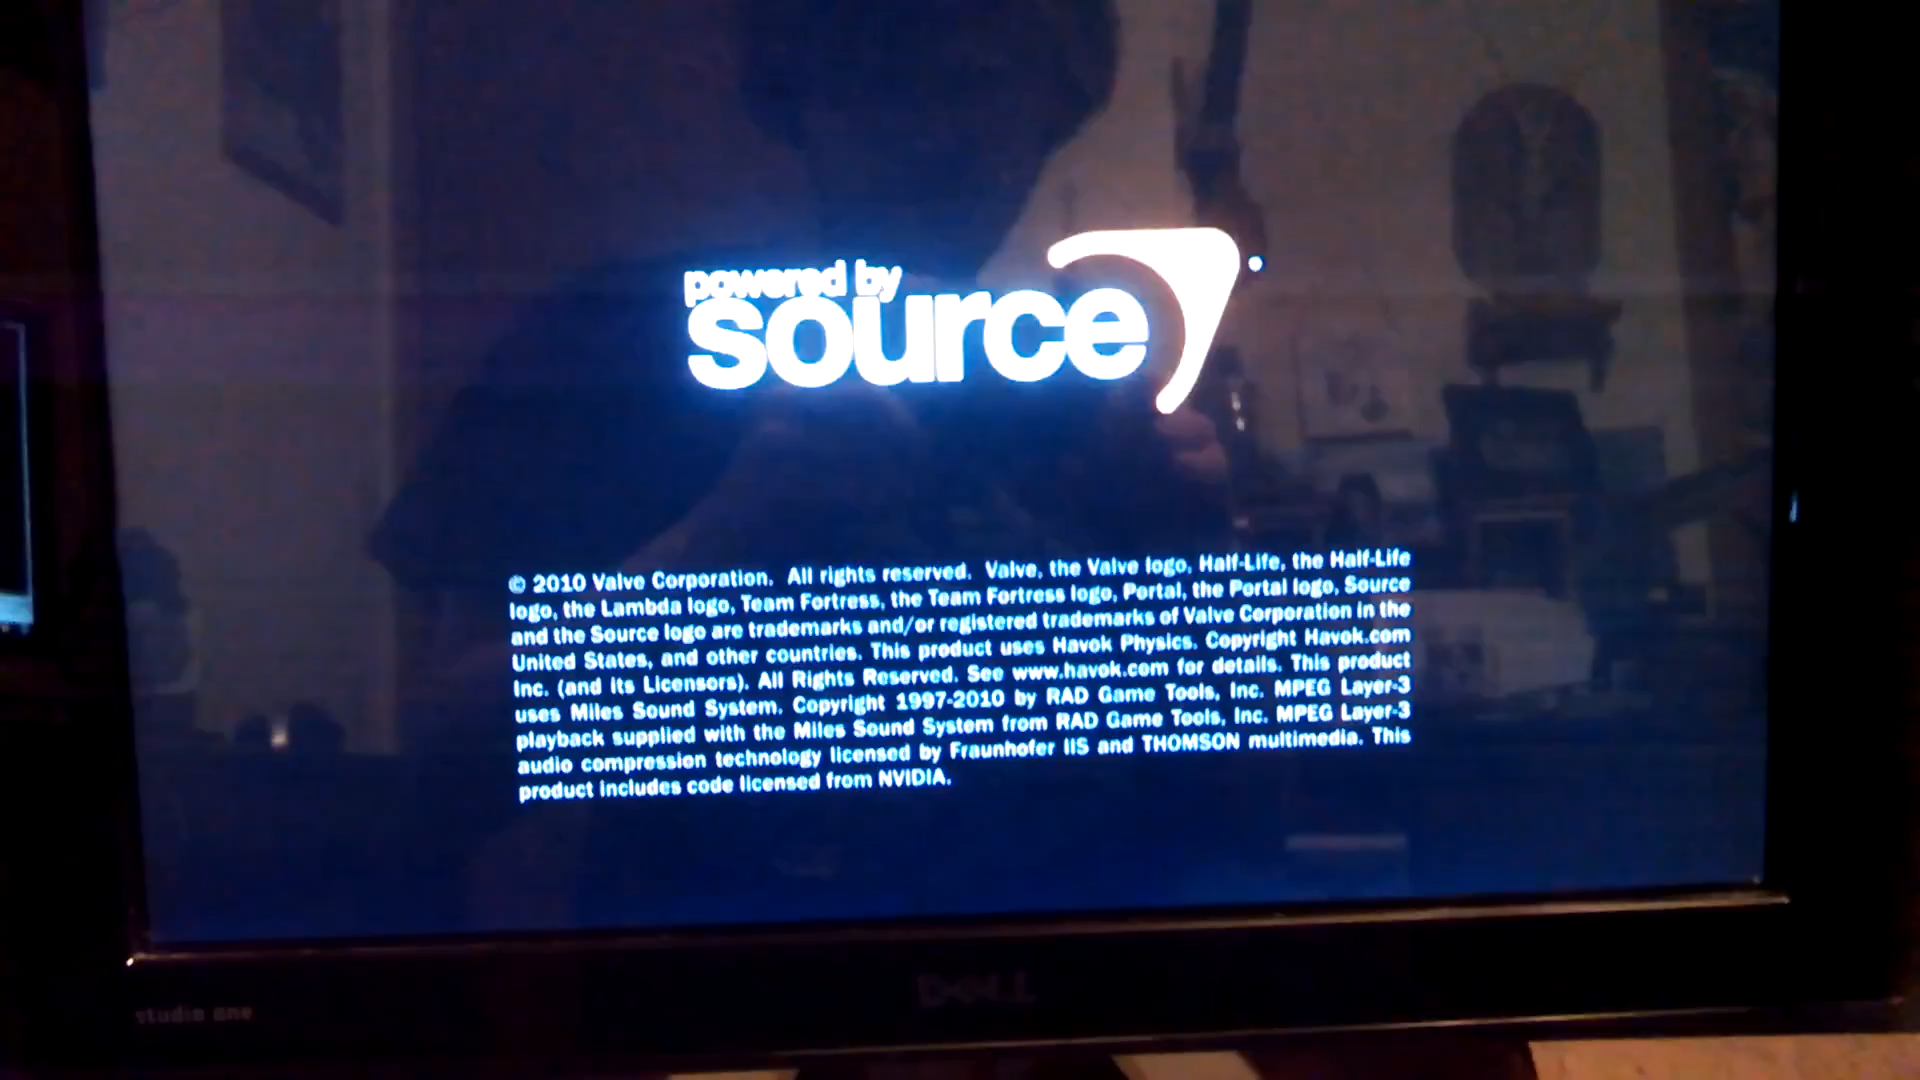 powered by
source
© 2010 Valve Corporation. All rights reserved. Valve, the Valve logo, Half-Life, the Half-Life
logo, the Lambda logo, Team Fortress, the Team Fortress logo, Portal, the Portal logo, Source
and the Source logo are trademarks and/or registered trademarks of Valve Corporation in the
United States, and other countries. This product uses Havok Physics. Copyright Havok.com
Inc. (and its Licensors). All Rights Reserved. See www.havok.com for details. This product
uses Miles Sound System. Copyright 1997-2010 by RAD Game Tools, Inc. MPEG Layer-3
playback supplied with the Miles Sound System from RAD Game Tools, Inc. MPEG Layer-3
audio compression technology licensed by Fraunhofer IIS and THOMSON multimedia. This
product includes code licensed from NVIDIA.
DELL
studio one